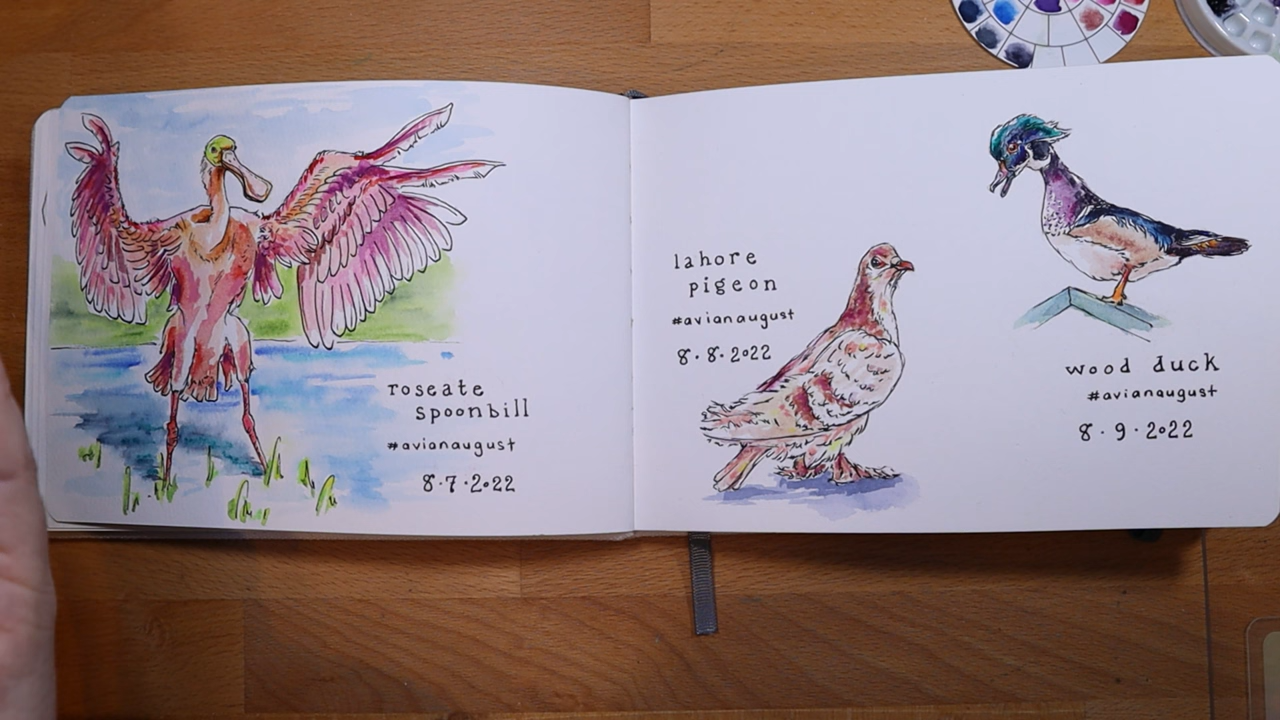 roseate
spoonbill
#avianaugust
8·7·2022
lahore
pigeon
#avianaugust
8·8·2022
wood duck
#avianaugust
8·9·2022